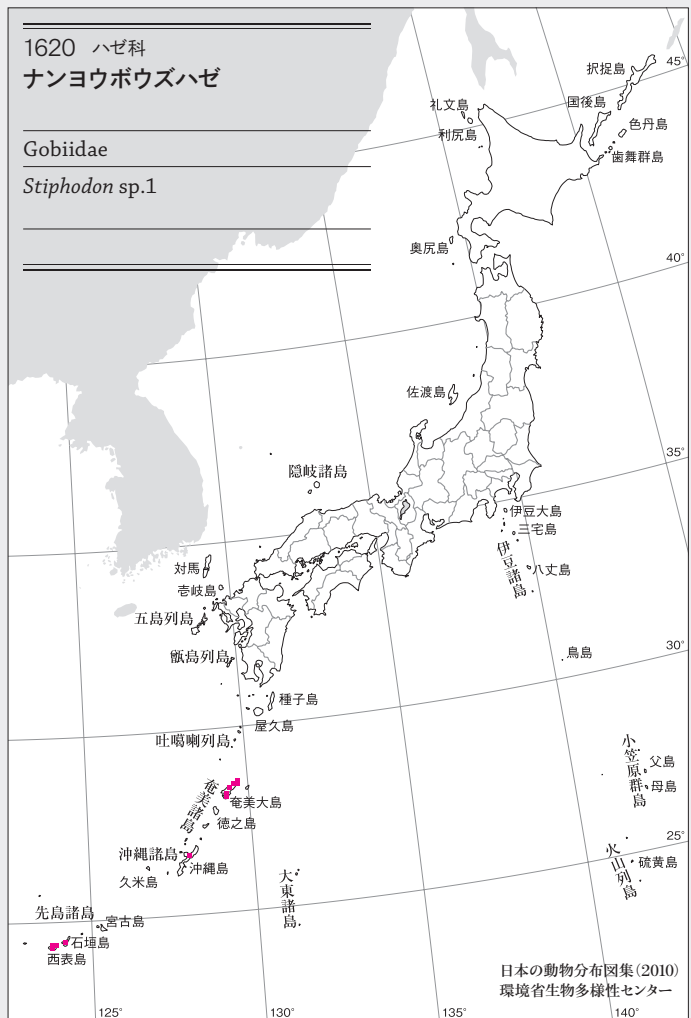 1620 ハゼ科
ナンヨウボウズハゼ
Gobiidae
Stiphodon sp.1
45°
択捉島
礼文島
国後島
色丹島
利尻島
歯舞群島
奥尻島
40°
佐渡島
35°
隠岐諸島
伊豆大島
三宅島
伊豆諸島
八丈島
対馬
壱岐島
五島列島
甑島列島
30°
鳥島
種子島
屋久島
吐噶喇列島
小笠原群島
父島
母島
奄美諸島
奄美大島
徳之島
25°
沖縄諸島
沖縄島
久米島
火山列島
硫黄島
大東諸島
先島諸島
宮古島
石垣島
西表島
日本の動物分布図集(2010)
環境省生物多様性センター
125°
130°
135°
140°